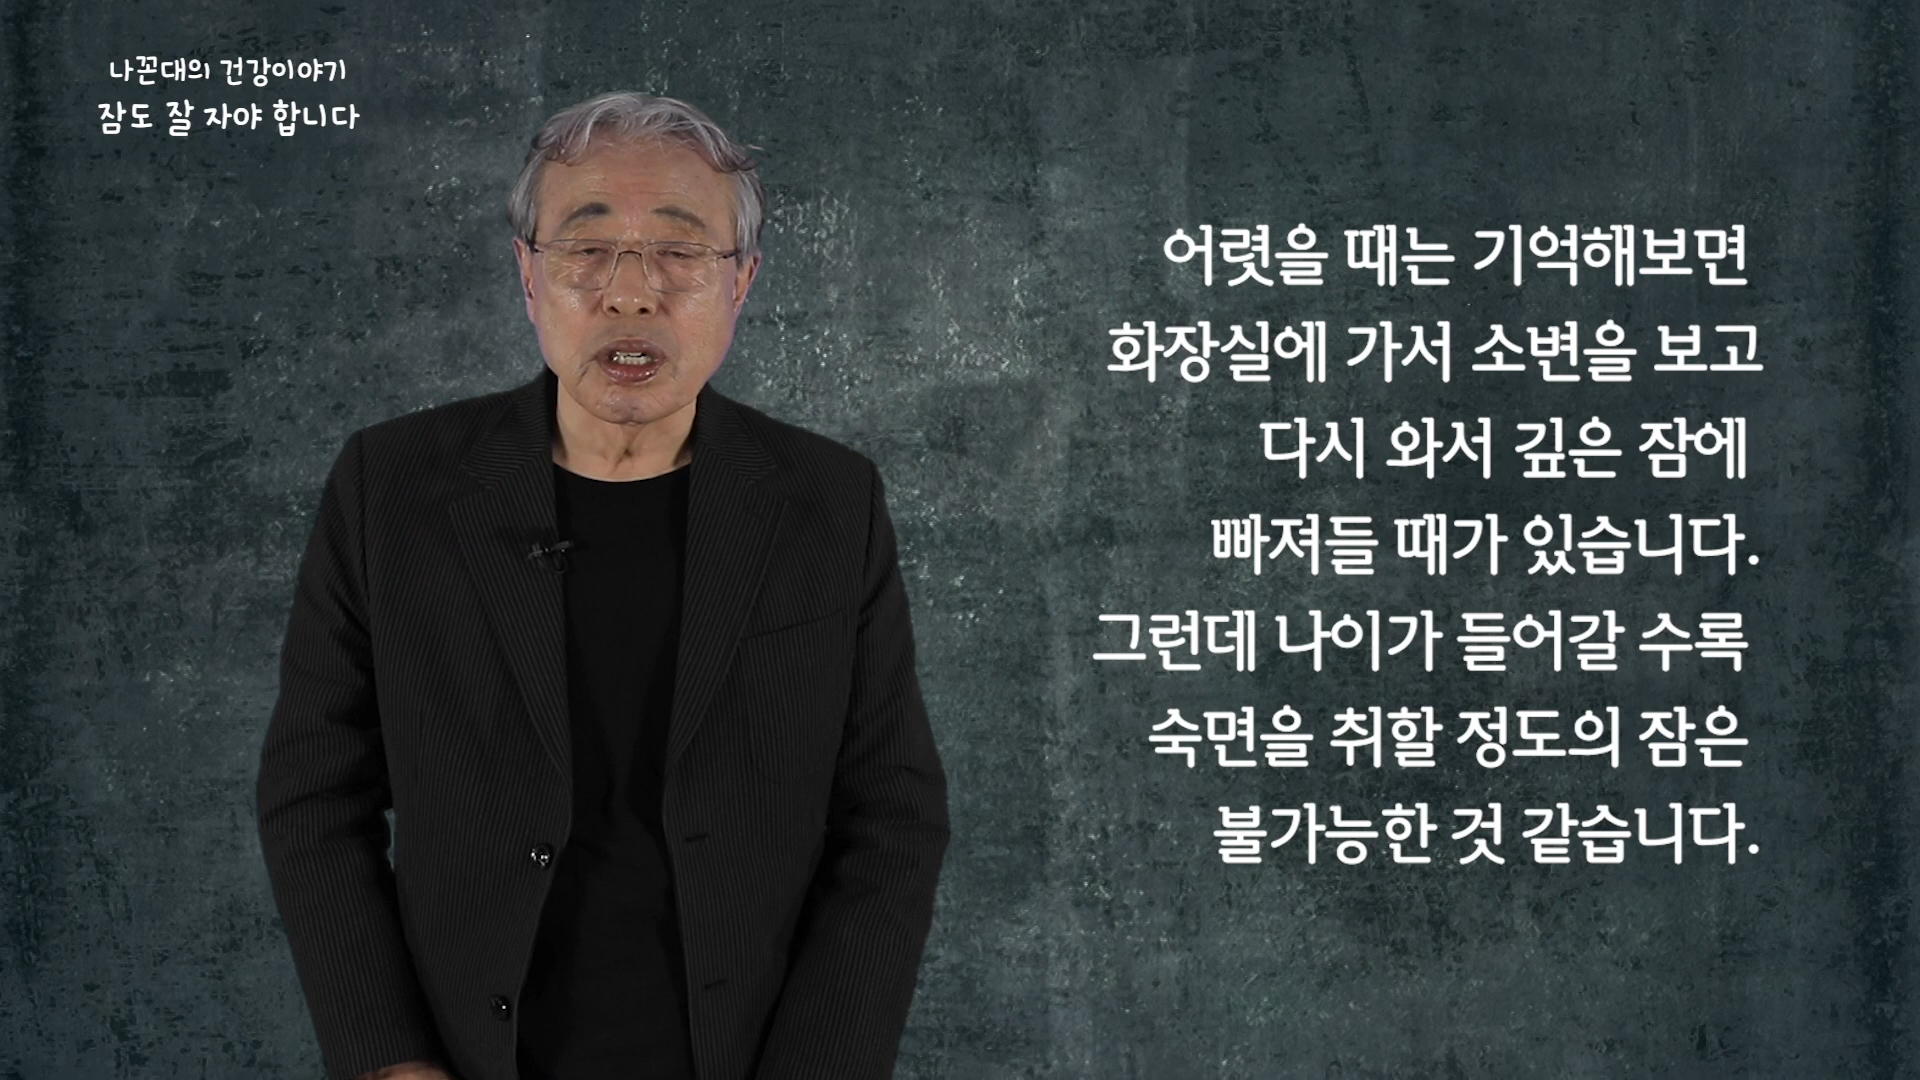 나꼰대의 건강이야기
잠도 잘 자야 합니다
어렷을 때는 기억해보면
화장실에 가서 소변을 보고
다시 와서 깊은 잠에
빠져들 때가 있습니다.
그런데 나이가 들어갈 수록
숙면을 취할 정도의 잠은
불가능한 것 같습니다.